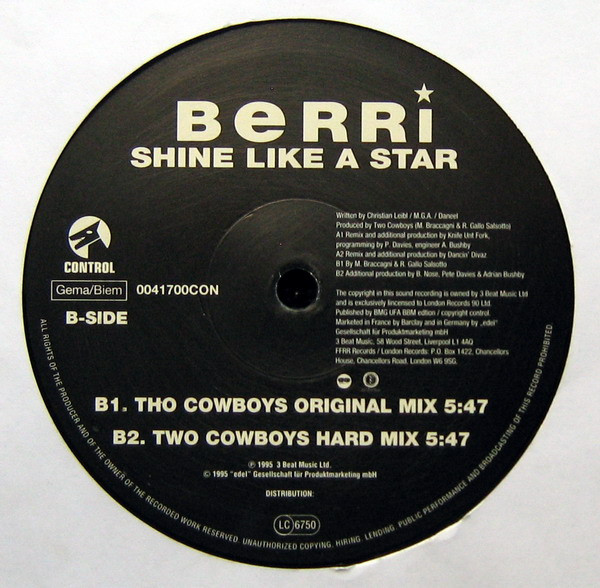 BeRRi
SHINE LIKE A STAR
Written by Christian Leibl / M.G.A. / Daneel
Produced by Two Cowboys (M. Braccagni & R. Gallo Salsotto)
A1 Remix and additional production by Knife Unt Fork,
programming by P. Davies, engineer A. Bushby
A2 Remix and additional production by Dancin' Divaz
B1 By M. Braccagni & R. Gallo Salsotto
B2 Additional production by B. Nose, Pete Davies & Adrian Bushby
The copyright in this sound recording is owned by 3 Beat Music Ltd
and is exclusively lincensed to London Records 90 Ltd.
Published by BMG UFA BBM edition / copyright control.
Marketed in France by Barclay and in Germany by „edel"
Gesellschaft für Produktmarketing gmbH
3 Beat Music, 58 Wood Street, Liverpool L1 4AQ
FFRR Records / London Records: P.O. Box 1422, Chancellors
House, Chancellors Road, London W6 9SG.
CONTROL
Gema/Biem 0041700CON
B-SIDE
B1. THO COWBOYS ORIGINAL MIX 5:47
B2. TWO COWBOYS HARD MIX 5:47
℗ 1995 3 Beat Music Ltd.
© 1995 "edel" Gesellschaft für Produktmarketing mbH
DISTRIBUTION:
LC 6750
ALL RIGHTS OF THE PRODUCER AND OF THE OWNER OF THE RECORDED WORK RESERVED. UNAUTHORIZED COPYING, HIRING, LENDING, PUBLIC PERFORMANCE AND BROADCASTING OF THIS RECORD PROHIBITED.